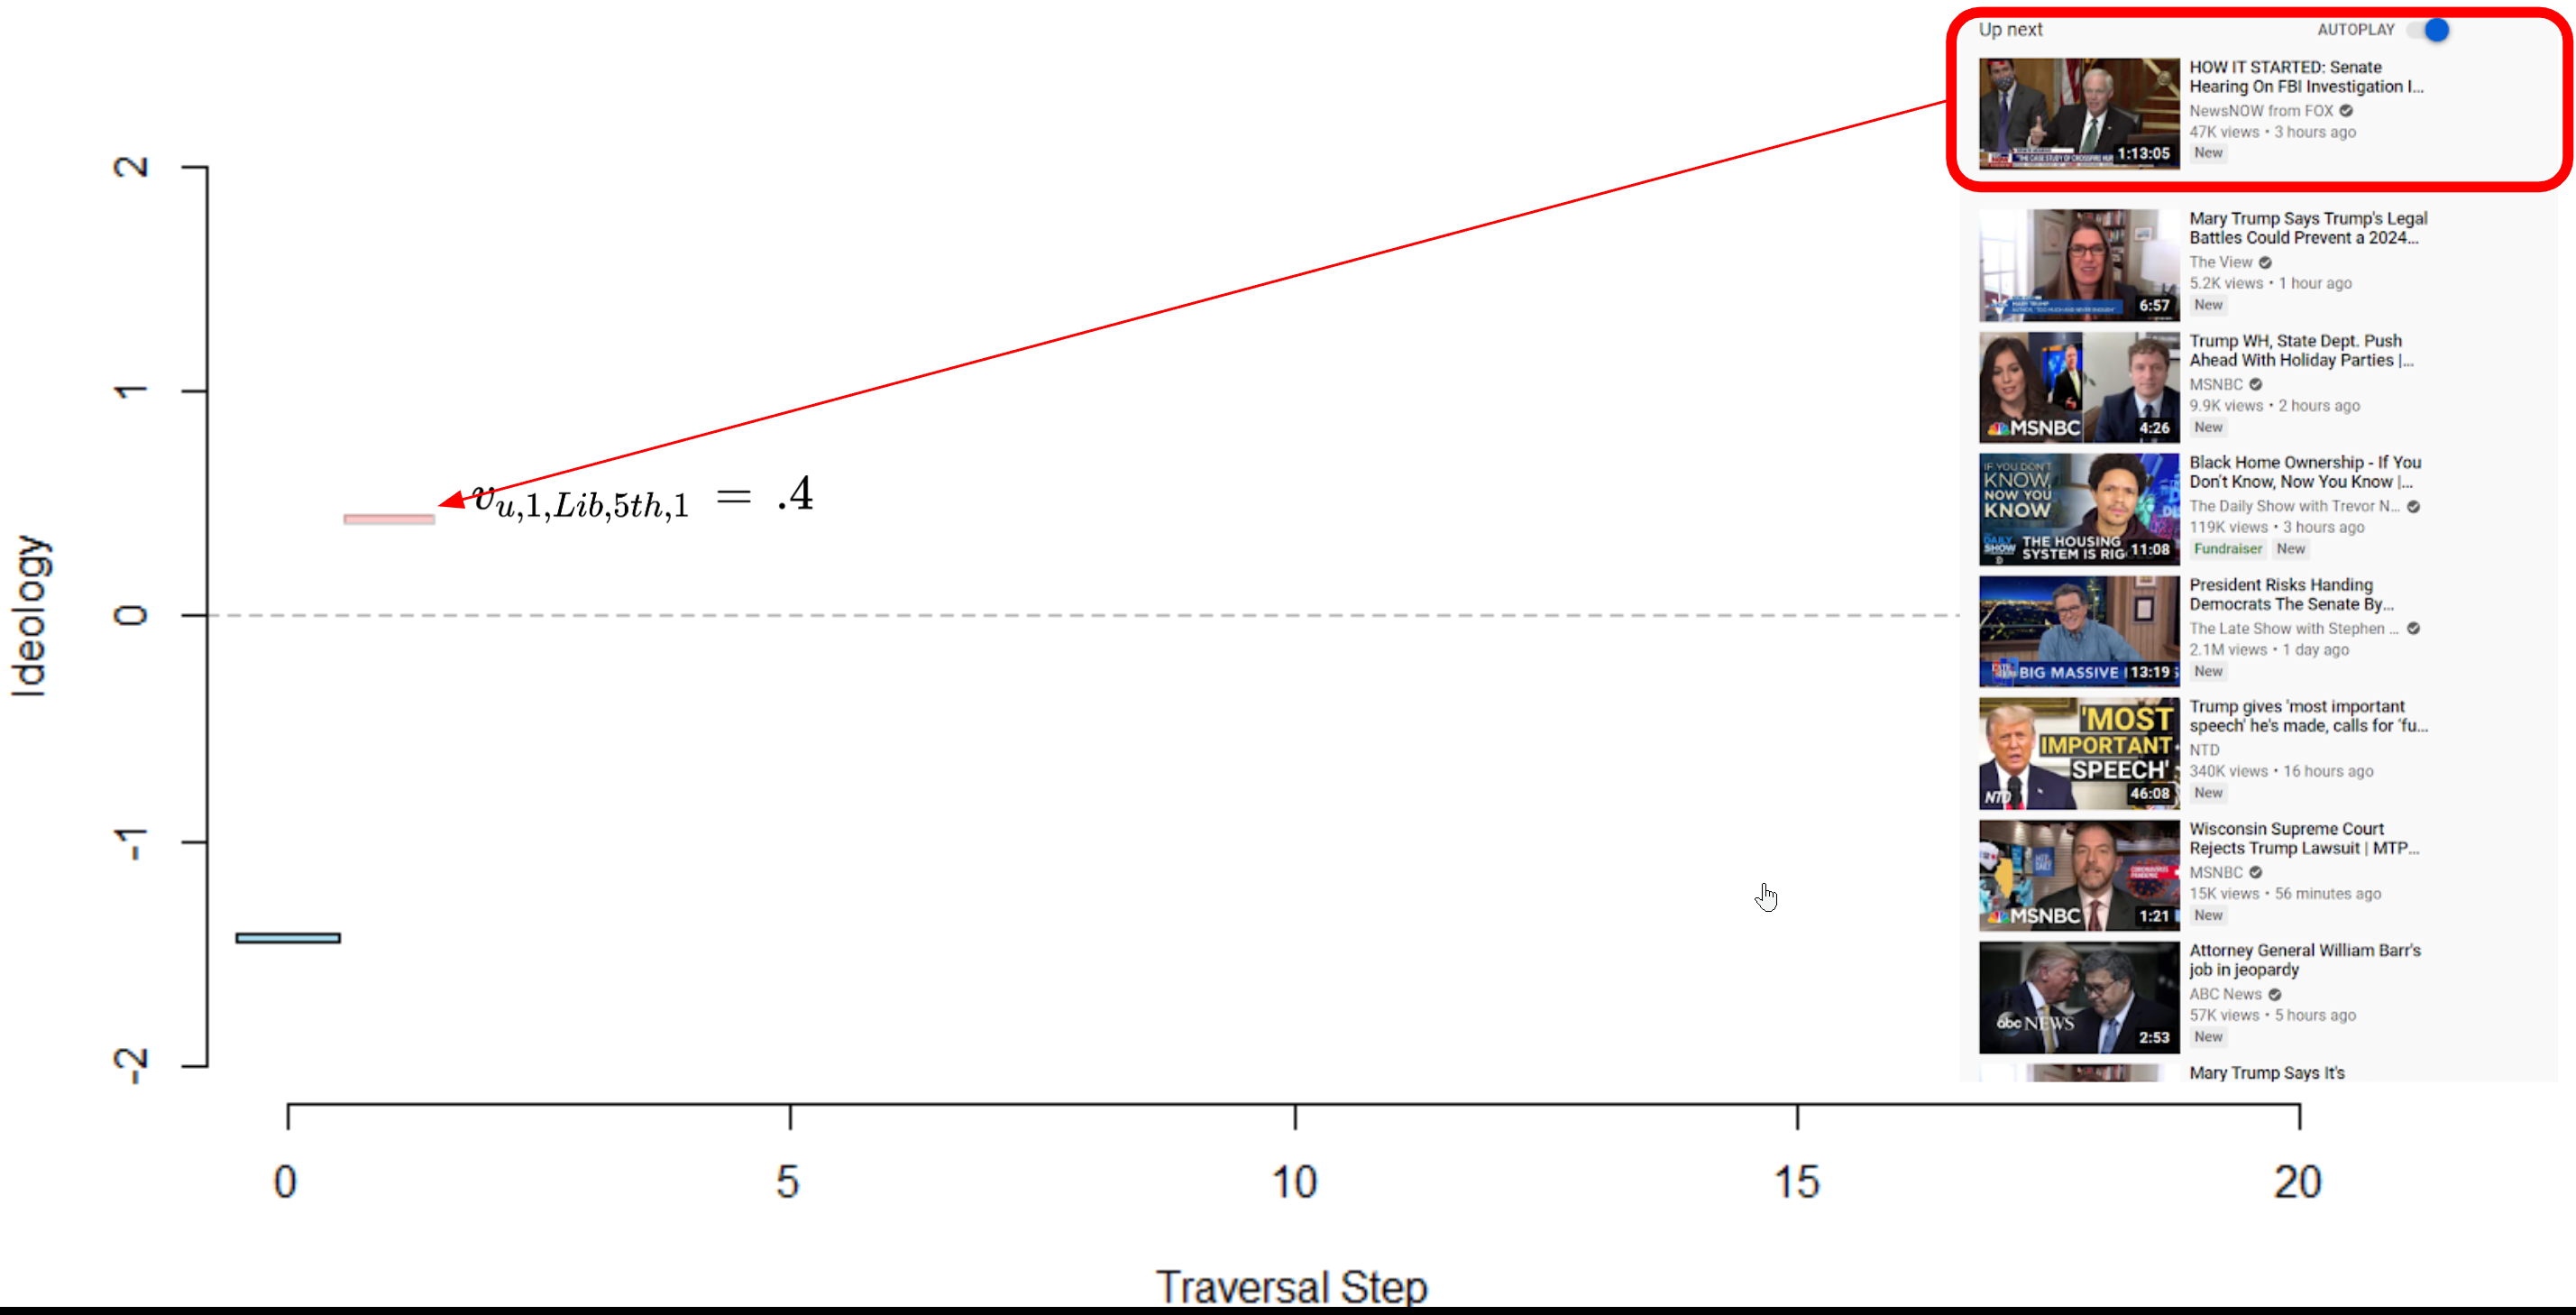 Up next AUTOPLAY
HOW IT STARTED: Senate
Hearing On FBI Investigation I...
NewsNOW from FOX
47K views • 3 hours ago
New
1:13:05
Mary Trump Says Trump's Legal
Battles Could Prevent a 2024...
The View
5.2K views • 1 hour ago
New
6:57
Trump WH, State Dept. Push
Ahead With Holiday Parties |...
MSNBC
9.9K views • 2 hours ago
New
MSNBC
4:26
Black Home Ownership - If You
Don't Know, Now You Know |...
The Daily Show with Trevor N...
119K views • 3 hours ago
Fundraiser New
IF YOU DON'T
KNOW,
NOW YOU
KNOW
THE HOUSING
SYSTEM IS RIG
11:08
President Risks Handing
Democrats The Senate By...
The Late Show with Stephen ...
2.1M views • 1 day ago
New
BIG MASSIVE
13:19
Trump gives 'most important
speech' he's made, calls for 'fu...
NTD
340K views • 16 hours ago
New
'MOST
IMPORTANT
SPEECH'
NTD
46:08
Wisconsin Supreme Court
Rejects Trump Lawsuit | MTP...
MSNBC
15K views • 56 minutes ago
New
MSNBC
1:21
Attorney General William Barr's
job in jeopardy
ABC News
57K views • 5 hours ago
New
abc NEWS
2:53
Mary Trump Says It's
v_{u,1,Lib,5th,1} = .4
Ideology
2
1
0
-1
-2
0 5 10 15 20
Traversal Step